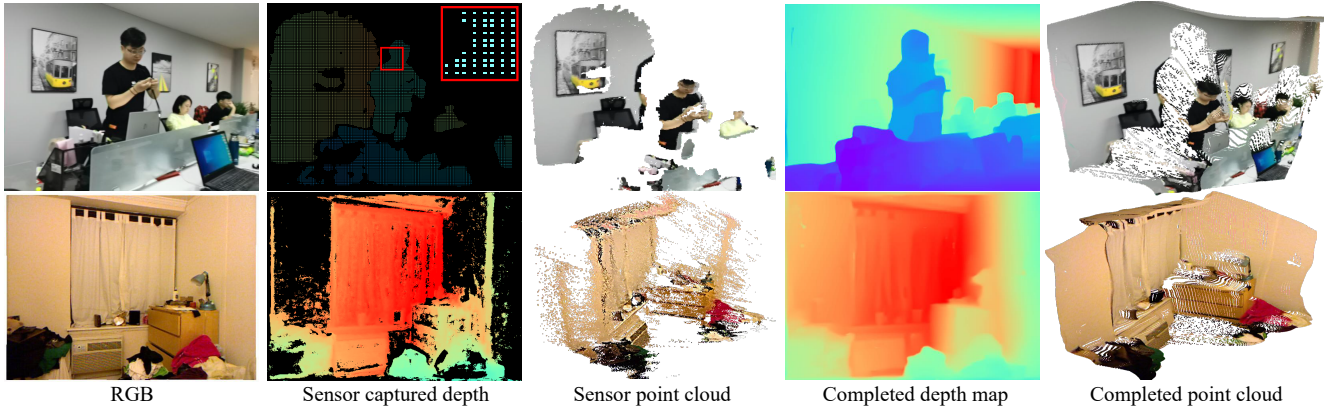 RGB
Sensor captured depth
Sensor point cloud
Completed depth map
Completed point cloud